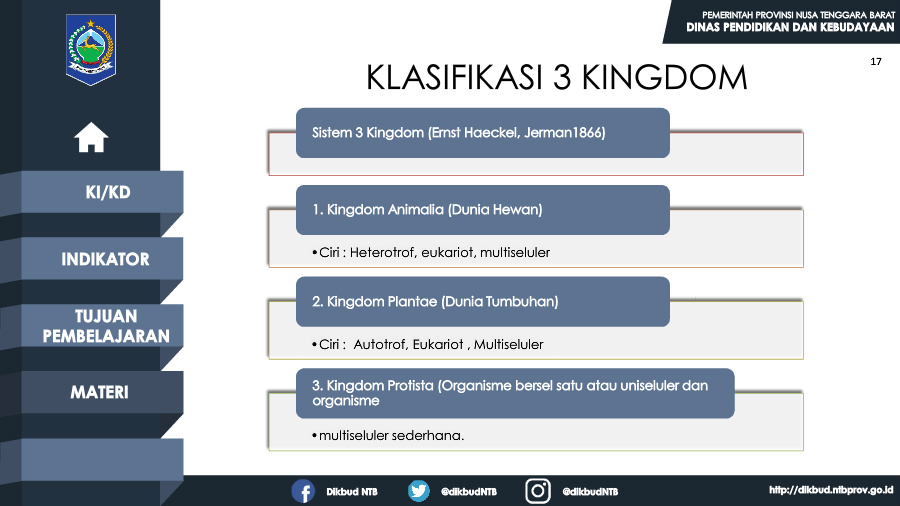 PEMERINTAH PROVINSI NUSA TENGGARA BARAT
DINAS PENDIDIKAN DAN KEBUDAYAAN
17
KLASIFIKASI 3 KINGDOM
Sistem 3 Kingdom (Ernst Haeckel, Jerman1866)
1. Kingdom Animalia (Dunia Hewan)
•Ciri : Heterotrof, eukariot, multiseluler
2. Kingdom Plantae (Dunia Tumbuhan)
•Ciri :  Autotrof, Eukariot , Multiseluler
3. Kingdom Protista (Organisme bersel satu atau uniseluler dan
organisme
•multiseluler sederhana.
KI/KD
INDIKATOR
TUJUAN
PEMBELAJARAN
MATERI
Dikbud NTB
@dikbudNTB
@dikbudNTB
http://dikbud.ntbprov.go.id